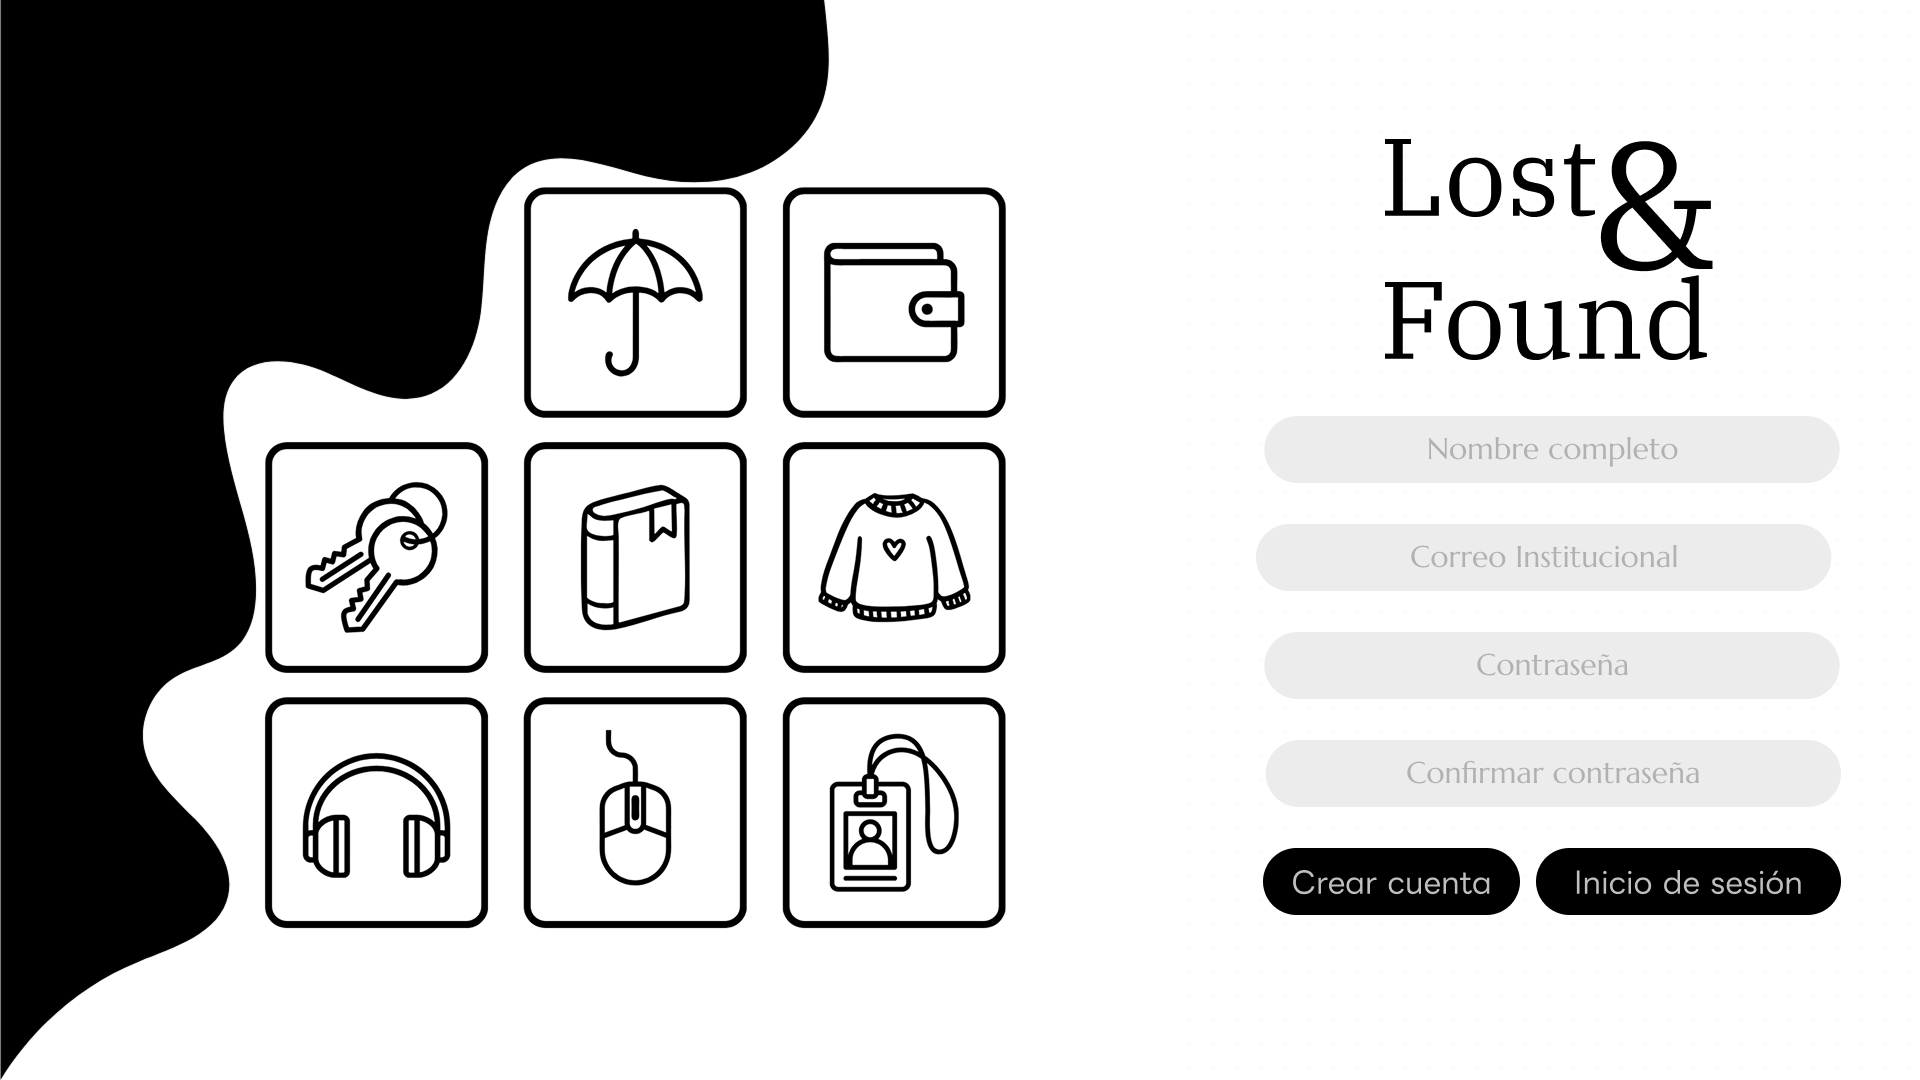 Lost &
Found
Nombre completo
Correo Institucional
Contraseña
Confirmar contraseña
Crear cuenta
Inicio de sesión